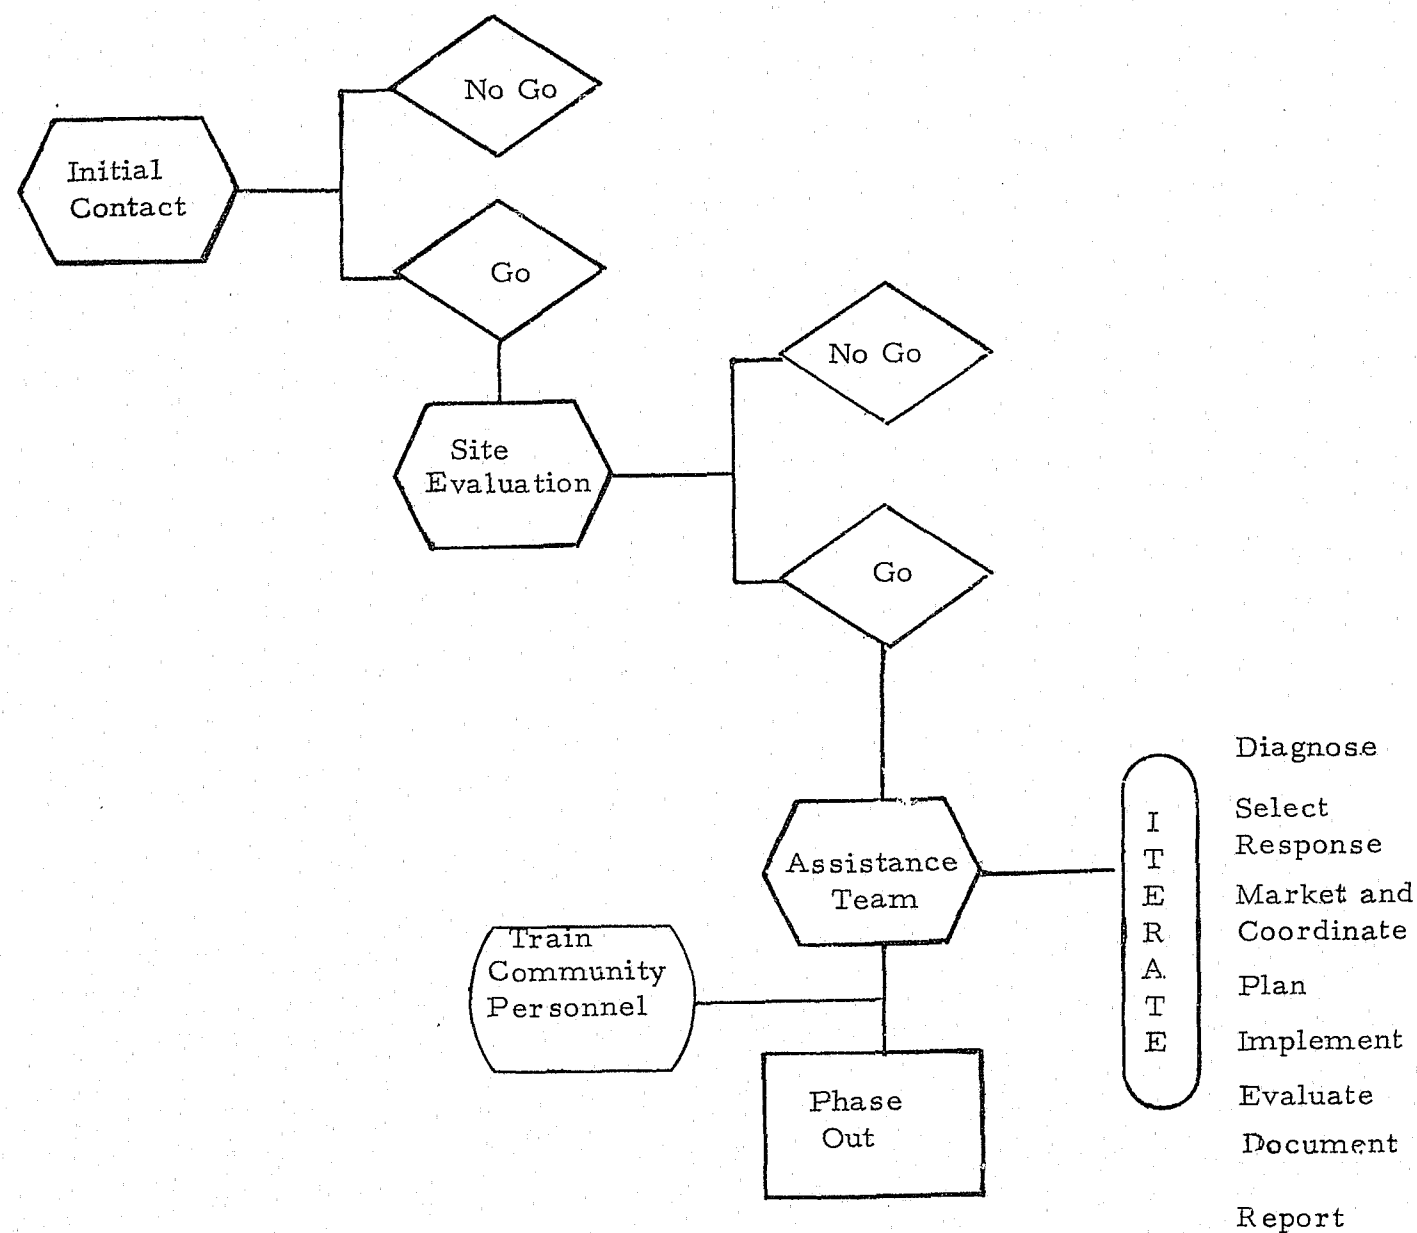 No Go
Initial
Contact
Go
No Go
Site
Evaluation
Go
Assistance
Team
I
T
E
R
A
T
E
Diagnose
Select
Response
Market and
Coordinate
Plan
Implement
Evaluate
Document
Report
Train
Community
Personnel
Phase
Out